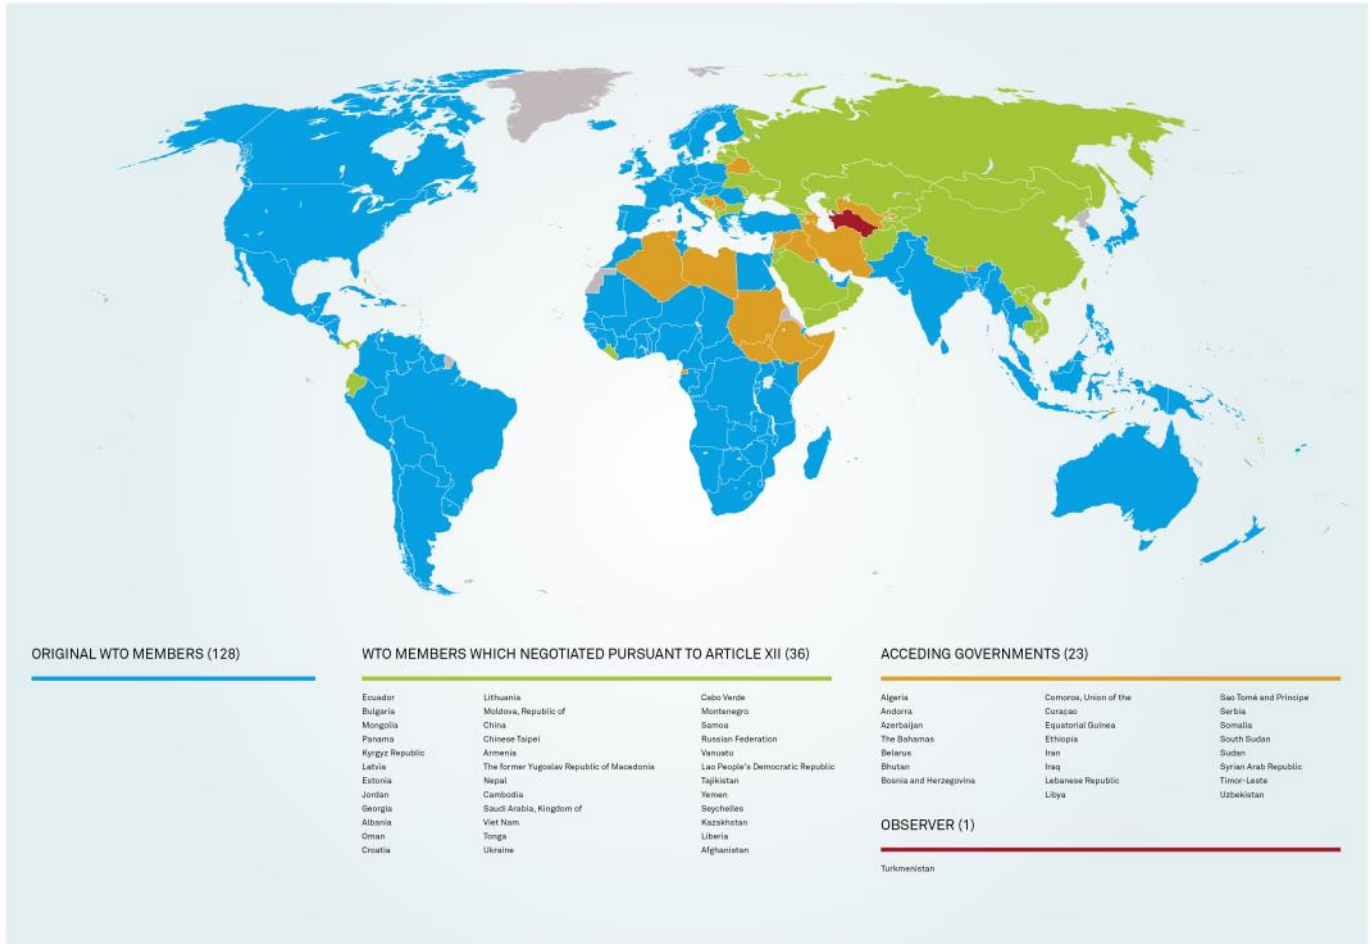 ORIGINAL WTO MEMBERS (128)
WTO MEMBERS WHICH NEGOTIATED PURSUANT TO ARTICLE XII (36)
Ecuador
Bulgaria
Mongolia
Panama
Kyrgyz Republic
Latvia
Estonia
Jordan
Georgia
Albania
Oman
Croatia
Lithuania
Moldova, Republic of
China
Chinese Taipei
Armenia
The former Yugoslav Republic of Macedonia
Nepal
Cambodia
Saudi Arabia, Kingdom of
Viet Nam
Tonga
Ukraine
Cabo Verde
Montenegro
Samoa
Russian Federation
Vanuatu
Lao People's Democratic Republic
Tajikistan
Yemen
Seychelles
Kazakhstan
Liberia
Afghanistan
ACCEDING GOVERNMENTS (23)
Algeria
Andorra
Azerbaijan
The Bahamas
Belarus
Bhutan
Bosnia and Herzegovina
Comoros, Union of the
Curaçao
Equatorial Guinea
Ethiopia
Iran
Iraq
Lebanese Republic
Libya
Sao Tomé and Principe
Serbia
Somalia
South Sudan
Sudan
Syrian Arab Republic
Timor-Leste
Uzbekistan
OBSERVER (1)
Turkmenistan